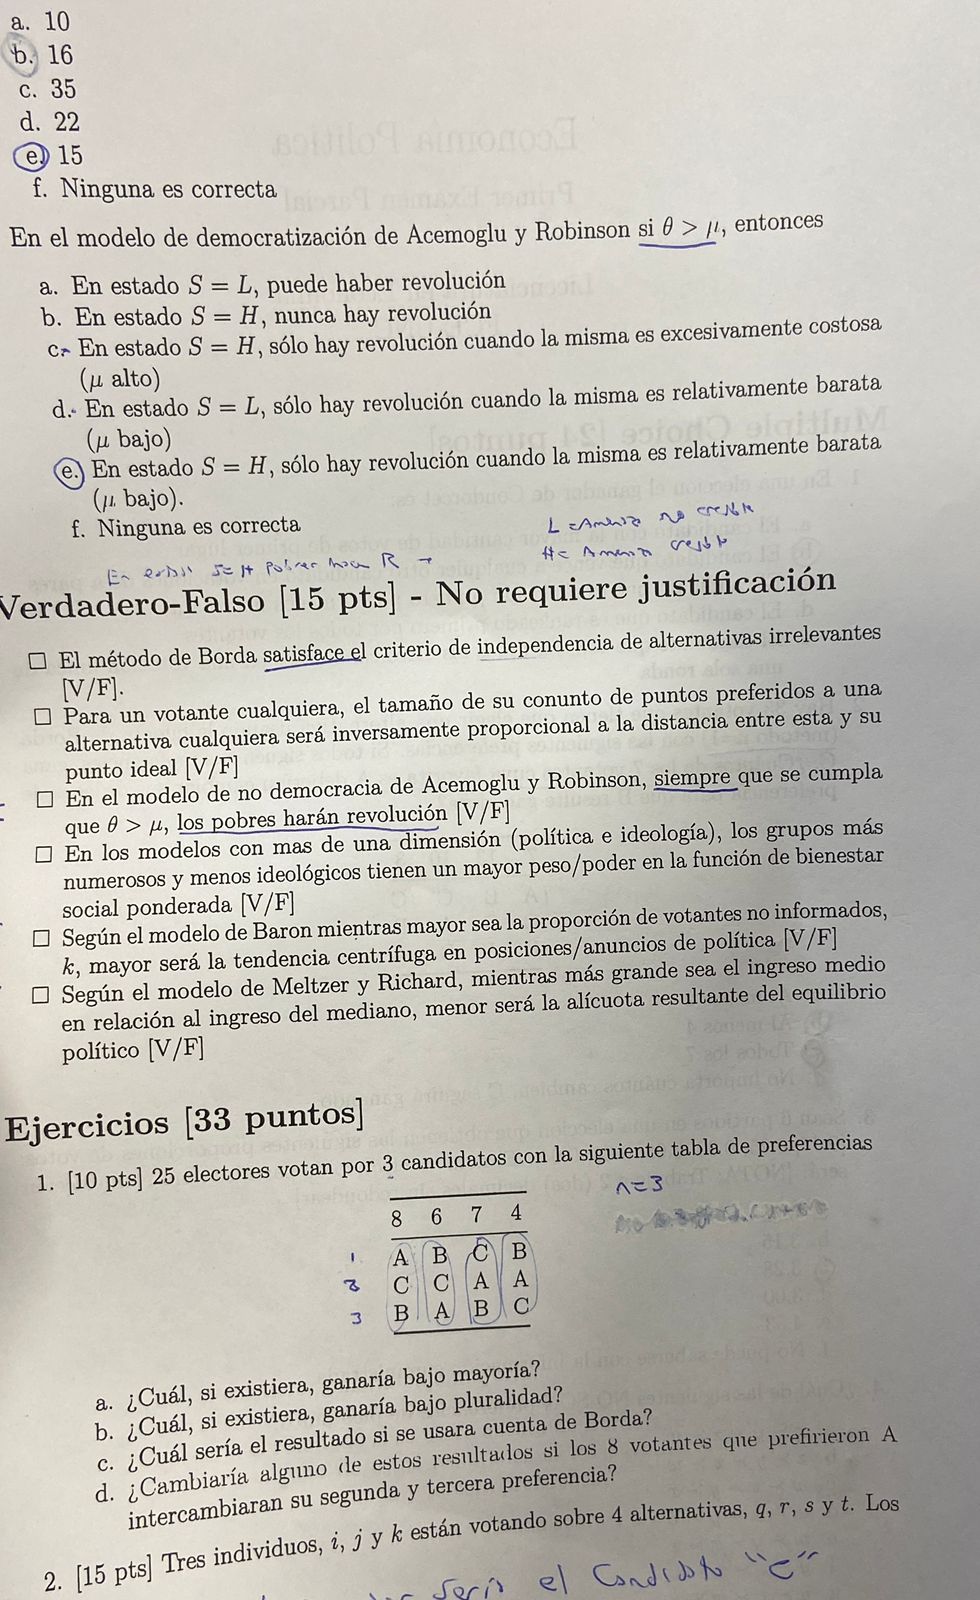 a. 10
b. 16
c. 35
d. 22
e. 15
f. Ninguna es correcta
En el modelo de democratización de Acemoglu y Robinson si θ > μ, entonces
a. En estado S = L, puede haber revolución
b. En estado S = H, nunca hay revolución
c. En estado S = H, sólo hay revolución cuando la misma es excesivamente costosa
(μ alto)
d. En estado S = L, sólo hay revolución cuando la misma es relativamente barata
(μ bajo)
e. En estado S = H, sólo hay revolución cuando la misma es relativamente barata
(μ bajo).
f. Ninguna es correcta
L = Amenaza no creíble
H = Amenaza creíble
En S=H Pobres R →
Verdadero-Falso [15 pts] - No requiere justificación
□ El método de Borda satisface el criterio de independencia de alternativas irrelevantes
[V/F].
□ Para un votante cualquiera, el tamaño de su conunto de puntos preferidos a una
alternativa cualquiera será inversamente proporcional a la distancia entre esta y su
punto ideal [V/F]
□ En el modelo de no democracia de Acemoglu y Robinson, siempre que se cumpla
que θ > μ, los pobres harán revolución [V/F]
□ En los modelos con mas de una dimensión (política e ideología), los grupos más
numerosos y menos ideológicos tienen un mayor peso/poder en la función de bienestar
social ponderada [V/F]
□ Según el modelo de Baron mientras mayor sea la proporción de votantes no informados,
k, mayor será la tendencia centrífuga en posiciones/anuncios de política [V/F]
□ Según el modelo de Meltzer y Richard, mientras más grande sea el ingreso medio
en relación al ingreso del mediano, menor será la alícuota resultante del equilibrio
político [V/F]
Ejercicios [33 puntos]
1. [10 pts] 25 electores votan por 3 candidatos con la siguiente tabla de preferencias
n=3
8 6 7 4
1 A B C B
2 C C A A
3 B A B C
a. ¿Cuál, si existiera, ganaría bajo mayoría?
b. ¿Cuál, si existiera, ganaría bajo pluralidad?
c. ¿Cuál sería el resultado si se usara cuenta de Borda?
d. ¿Cambiaría alguno de estos resultados si los 8 votantes que prefirieron A
intercambiaran su segunda y tercera preferencia?
2. [15 pts] Tres individuos, i, j y k están votando sobre 4 alternativas, q, r, s y t. Los
sería el Candidato "C"